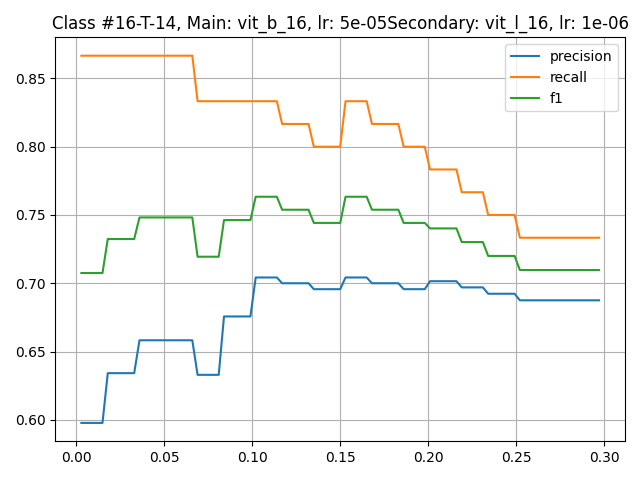 Class #16-T-14, Main: vit_b_16, lr: 5e-05Secondary: vit_l_16, lr: 1e-06
precision
recall
f1
0.85
0.80
0.75
0.70
0.65
0.60
0.00 0.05 0.10 0.15 0.20 0.25 0.30